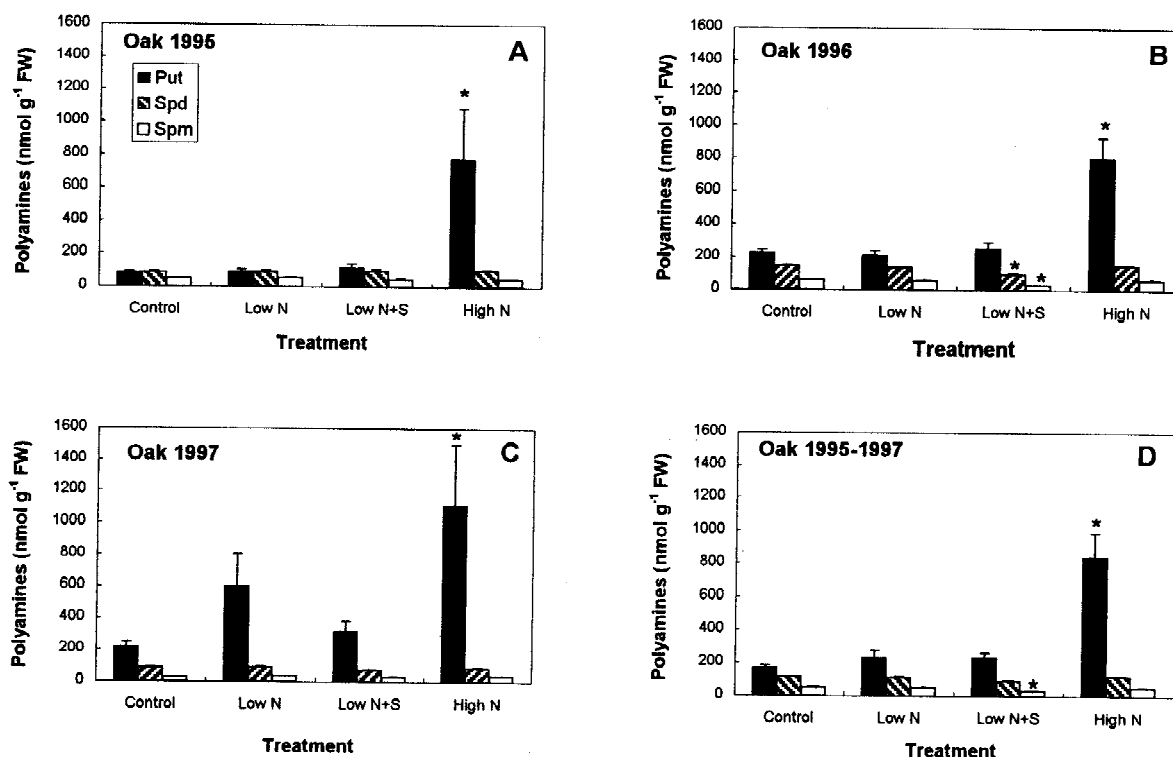 Oak 1995
A
Polyamines (nmol g⁻¹ FW)
1600
1400
1200
1000
800
600
400
200
0
Put
Spd
Spm
*
Control
Low N
Low N+S
High N
Treatment
Oak 1996
B
Polyamines (nmol g⁻¹ FW)
1600
1400
1200
1000
800
600
400
200
0
*
*
*
Control
Low N
Low N+S
High N
Treatment
Oak 1997
C
Polyamines (nmol g⁻¹ FW)
1600
1400
1200
1000
800
600
400
200
0
*
Control
Low N
Low N+S
High N
Treatment
Oak 1995-1997
D
Polyamines (nmol g⁻¹ FW)
1600
1400
1200
1000
800
600
400
200
0
*
*
Control
Low N
Low N+S
High N
Treatment